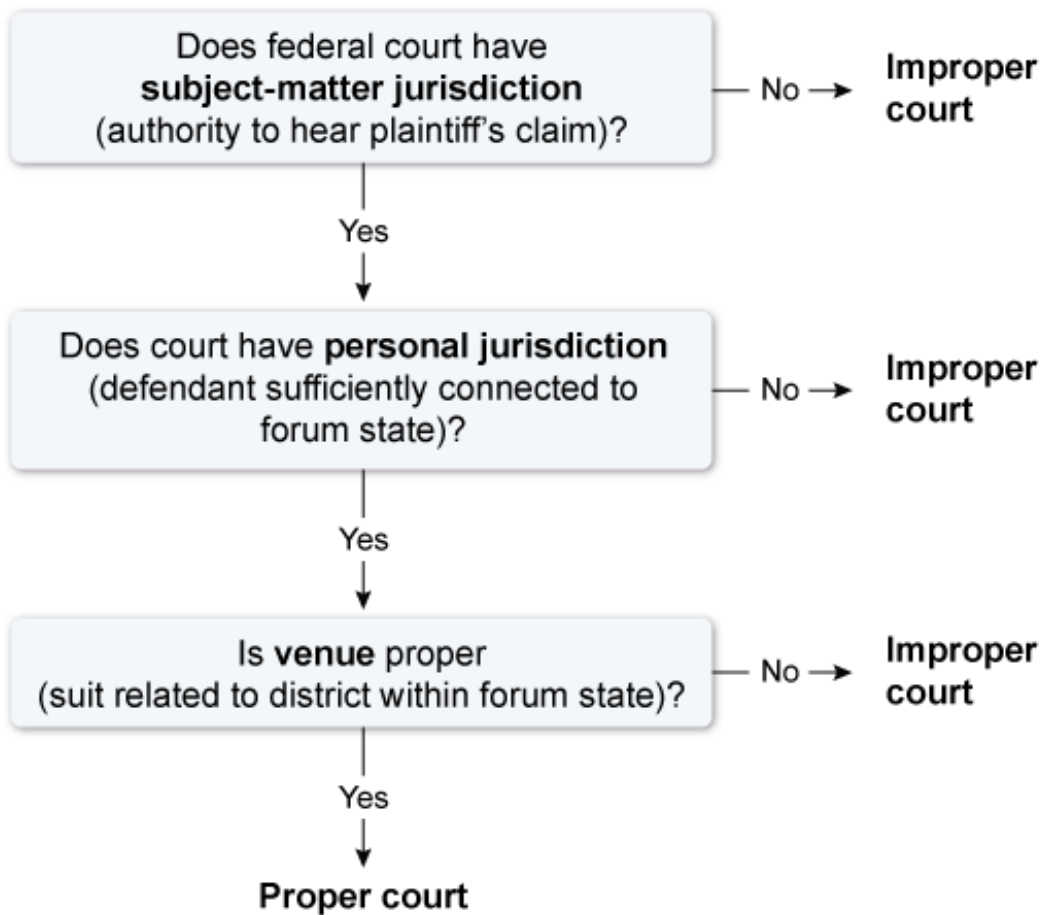 Does federal court have
subject-matter jurisdiction
(authority to hear plaintiff's claim)?
No
Improper
court
Yes
Does court have personal jurisdiction
(defendant sufficiently connected to
forum state)?
No
Improper
court
Yes
Is venue proper
(suit related to district within forum state)?
No
Improper
court
Yes
Proper court